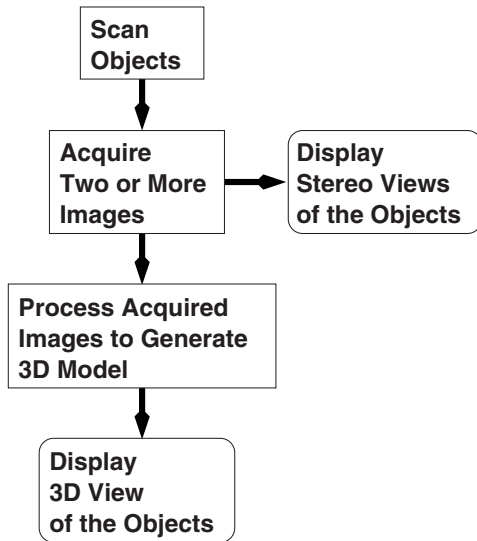 Scan
Objects
Acquire
Two or More
Images
Display
Stereo Views
of the Objects
Process Acquired
Images to Generate
3D Model
Display
3D View
of the Objects